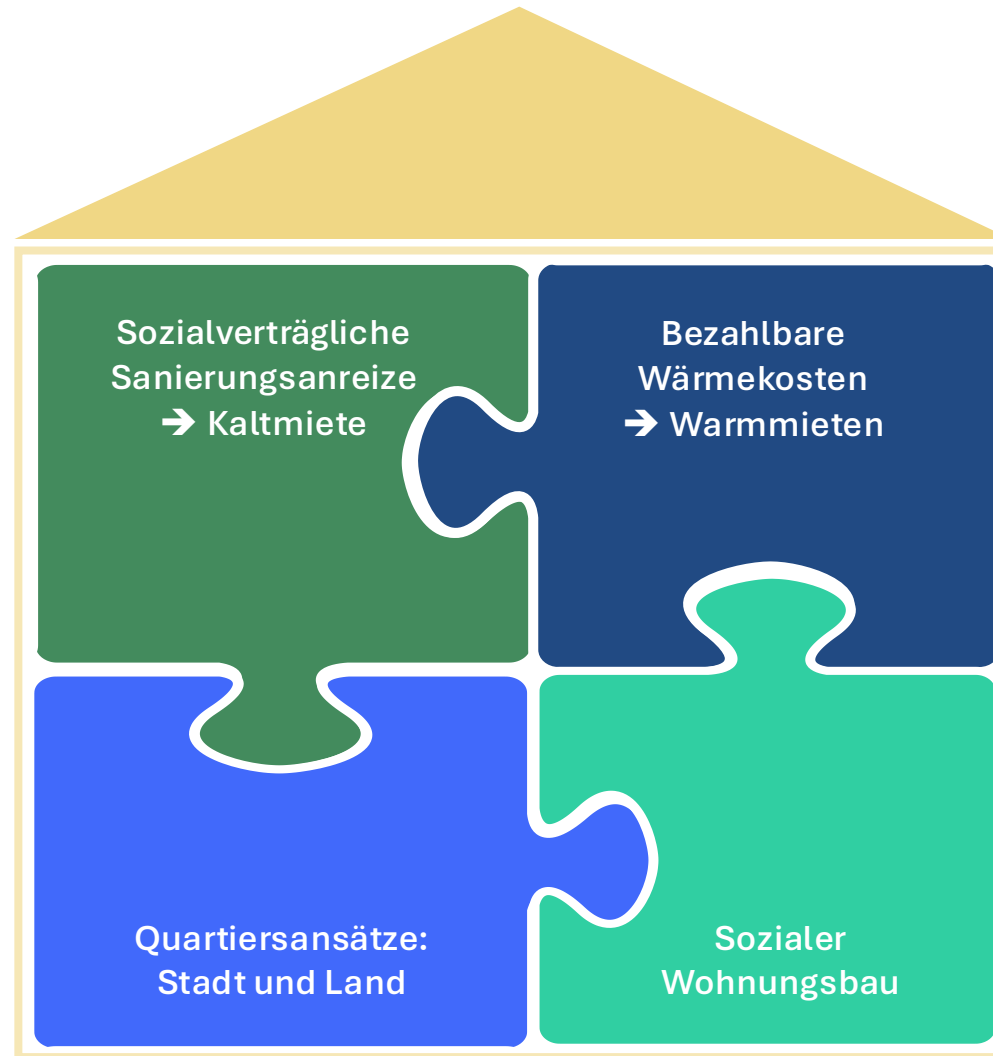 Sozialverträgliche
Sanierungsanreize
➔ Kaltmiete
Bezahlbare
Wärmekosten
➔ Warmmieten
Quartiersansätze:
Stadt und Land
Sozialer
Wohnungsbau